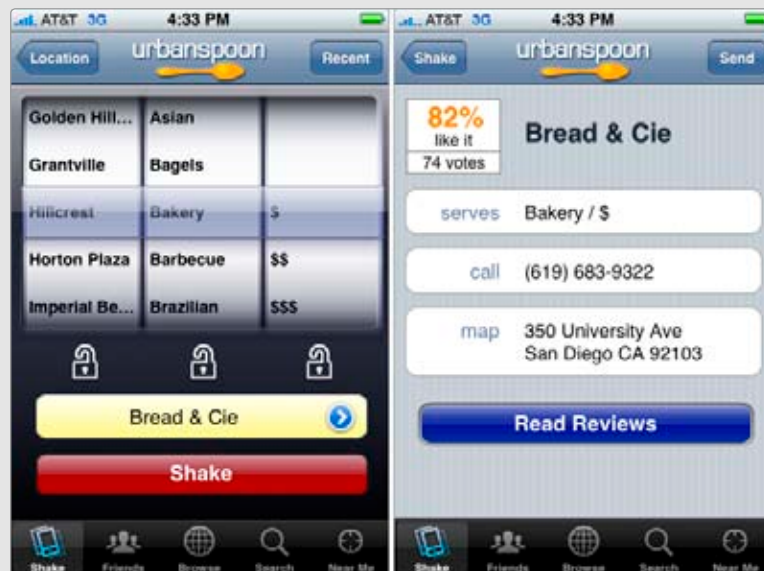 AT&T 3G 4:33 PM
Location urbanspoon Recent
Golden Hill... Asian
Grantville Bagels
Hillcrest Bakery $
Horton Plaza Barbecue $$
Imperial Be... Brazilian $$$
Bread & Cie
Shake
Shake Friends Browse Search Near Me
AT&T 3G 4:33 PM
Shake urbanspoon Send
82%
like it
74 votes
Bread & Cie
serves Bakery / $
call (619) 683-9322
map 350 University Ave
San Diego CA 92103
Read Reviews
Shake Friends Browse Search Near Me